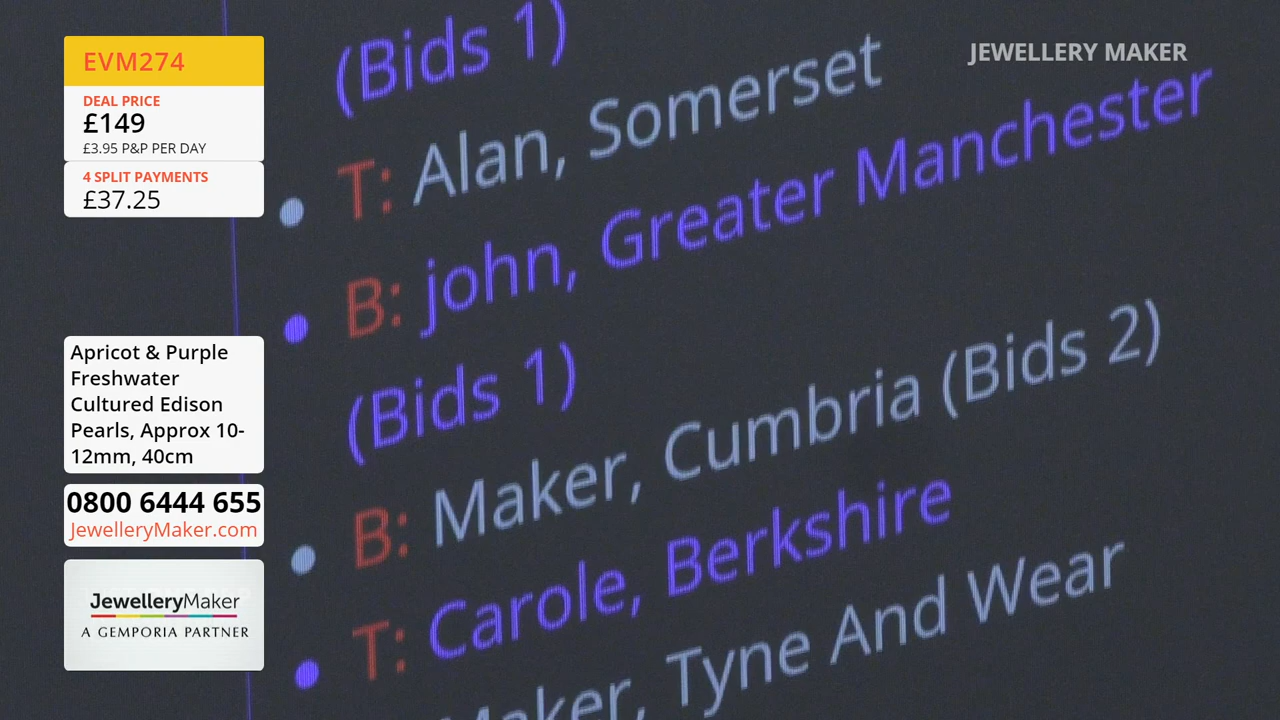 EVM274
DEAL PRICE
£149
£3.95 P&P PER DAY
4 SPLIT PAYMENTS
£37.25
Apricot & Purple
Freshwater
Cultured Edison
Pearls, Approx 10-
12mm, 40cm
0800 6444 655
JewelleryMaker.com
JewelleryMaker
A GEMPORIA PARTNER
JEWELLERY MAKER
(Bids 1)
• T: Alan, Somerset
• B: john, Greater Manchester
(Bids 1)
• B: Maker, Cumbria (Bids 2)
• T: Carole, Berkshire
Maker, Tyne And Wear